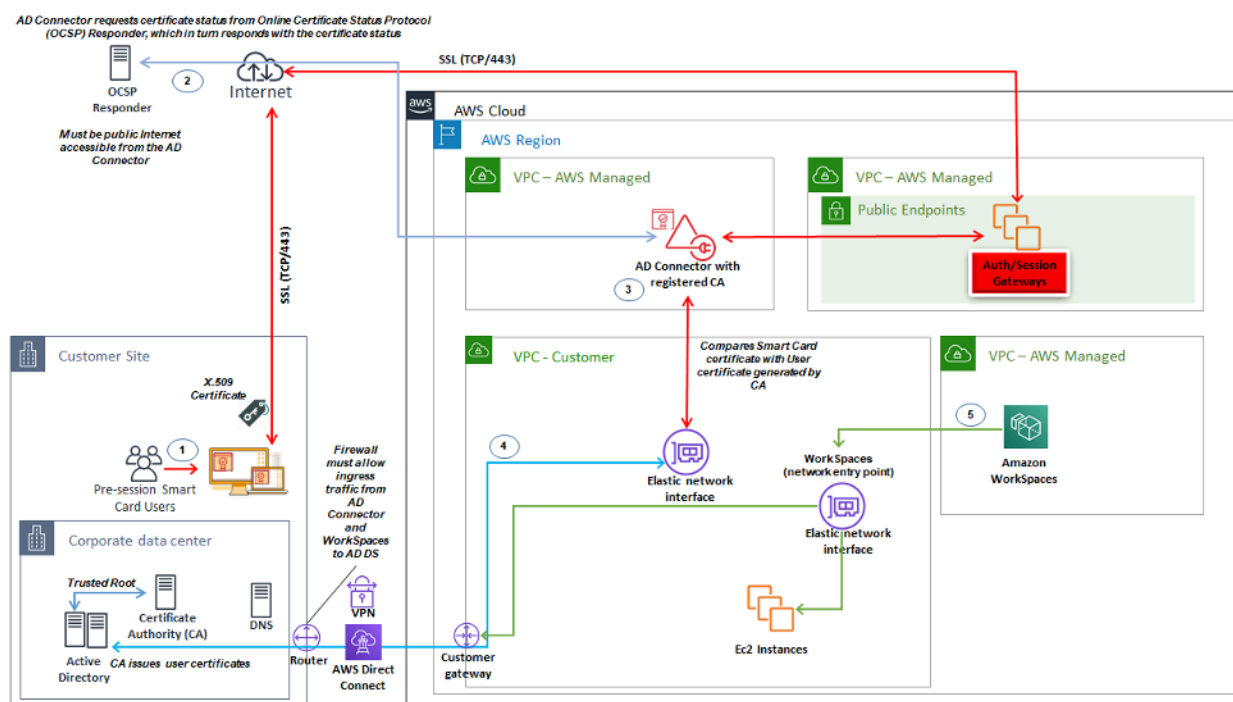 AD Connector requests certificate status from Online Certificate Status Protocol
(OCSP) Responder, which in turn responds with the certificate status
SSL (TCP/443)
2
OCSP
Responder
Internet
Must be public Internet
accessible from the AD
Connector
aws
AWS Cloud
AWS Region
VPC – AWS Managed
VPC – AWS Managed
Public Endpoints
AD Connector with
registered CA
3
Auth/Session
Gateways
SSL (TCP/443)
Customer Site
X.509
Certificate
1
Pre-session Smart
Card Users
Firewall
must allow
ingress
traffic from
AD
Connector
and
WorkSpaces
to AD DS
VPC - Customer
Compares Smart Card
certificate with User
certificate generated by
CA
4
Elastic network
interface
WorkSpaces
(network entry point)
Elastic network
interface
Ec2 Instances
VPC – AWS Managed
5
Amazon
WorkSpaces
Corporate data center
Trusted Root
Certificate
Authority (CA)
DNS
Active
Directory
CA issues user certificates
Router
VPN
AWS Direct
Connect
Customer
gateway